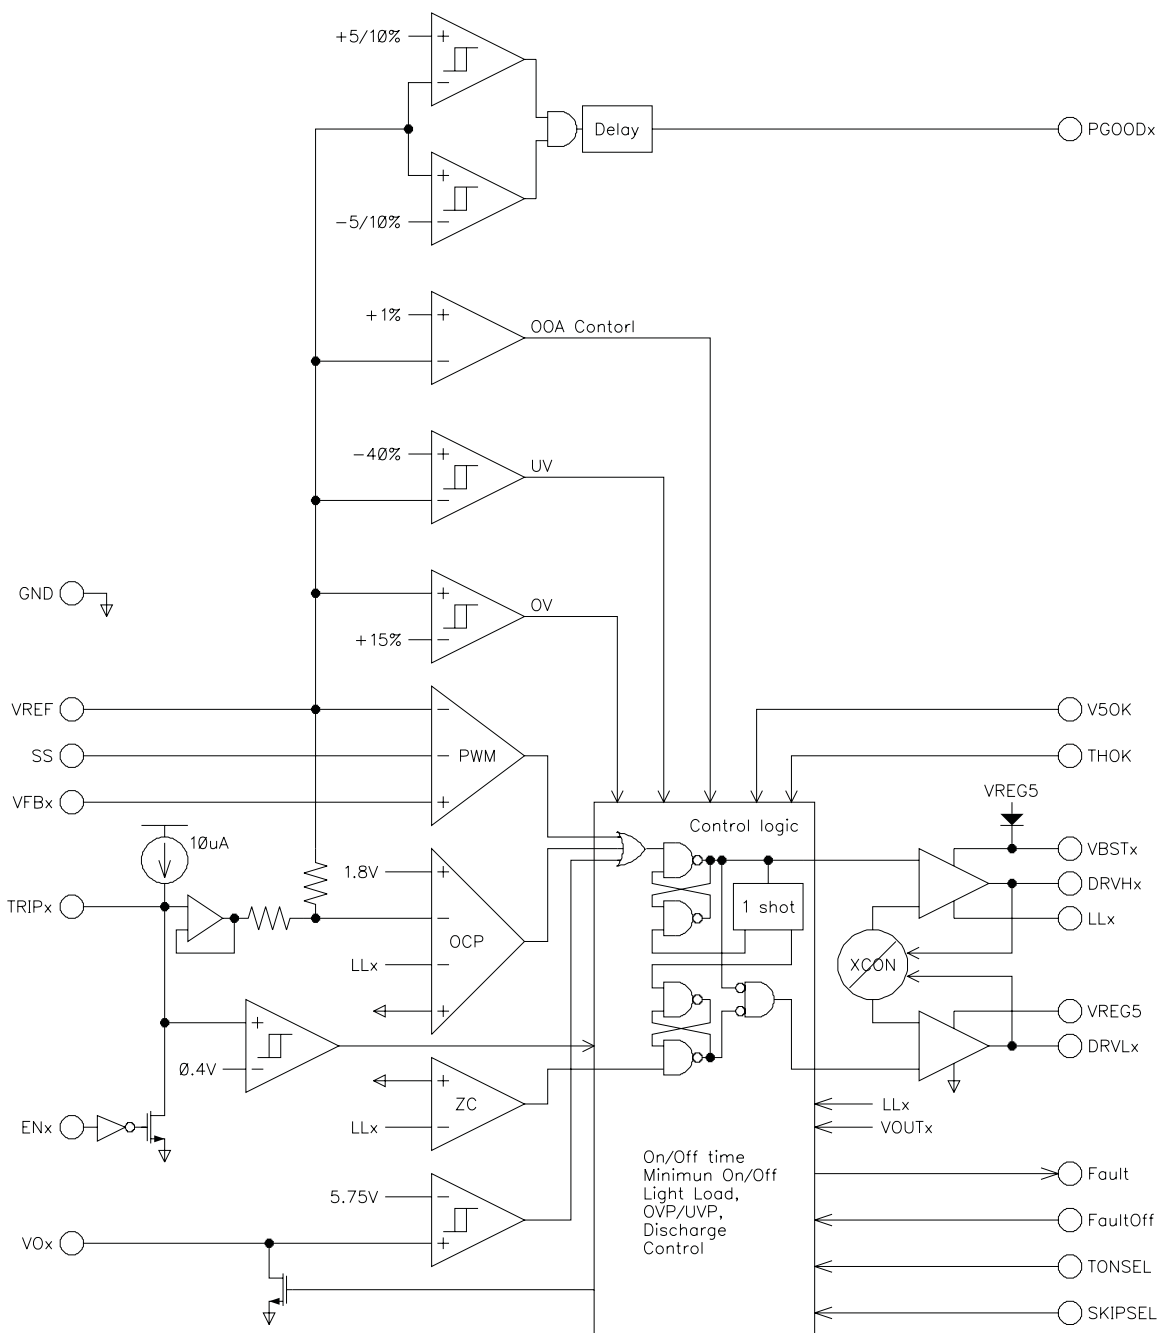 +5/10%
Delay
PGOODx
-5/10%
+1%
OOA Contorl
-40%
UV
GND
OV
+15%
VREF
V5OK
SS
PWM
THOK
VFBx
VREG5
Control logic
10uA
1.8V
VBSTx
TRIPx
1 shot
DRVHx
LLx
OCP
LLx
XCON
VREG5
0.4V
DRVLx
ZC
LLx
ENx
LLx
VOUTx
On/Off time
Minimun On/Off
Light Load,
OVP/UVP,
Discharge
Control
Fault
5.75V
FaultOff
VOx
TONSEL
SKIPSEL